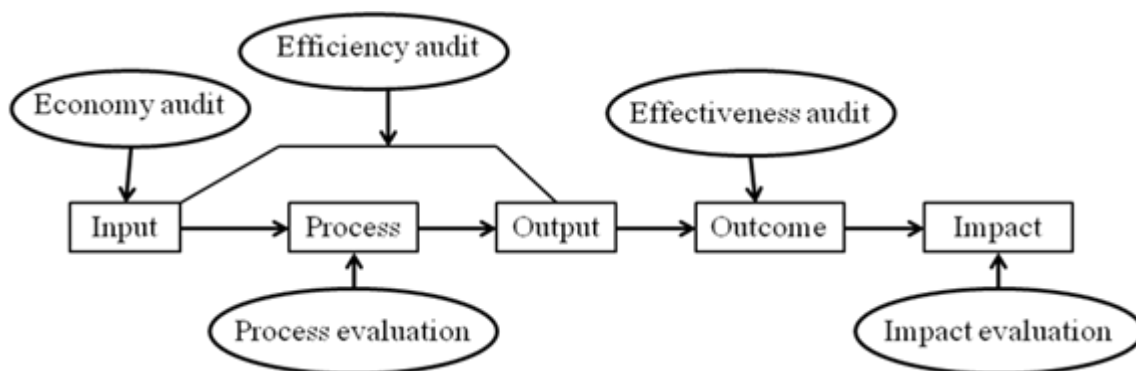 Efficiency audit
Economy audit
Effectiveness audit
Input
Process
Output
Outcome
Impact
Process evaluation
Impact evaluation